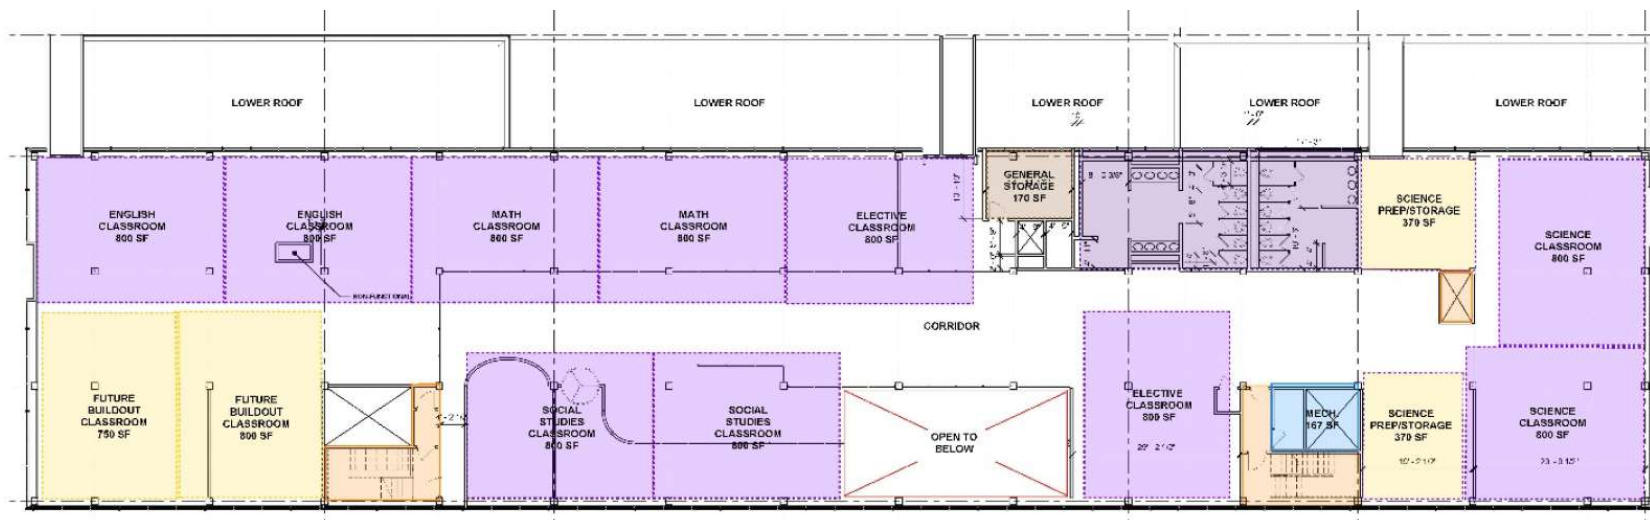 LOWER ROOF
LOWER ROOF
LOWER ROOF
LOWER ROOF
LOWER ROOF
ENGLISH
CLASSROOM
800 SF
ENGLISH
CLASSROOM
800 SF
MATH
CLASSROOM
800 SF
MATH
CLASSROOM
800 SF
ELECTIVE
CLASSROOM
800 SF
GENERAL
STORAGE
170 SF
SCIENCE
PREP/STORAGE
370 SF
SCIENCE
CLASSROOM
800 SF
NON-FUNCTIONAL
CORRIDOR
FUTURE
BUILDOUT
CLASSROOM
750 SF
FUTURE
BUILDOUT
CLASSROOM
800 SF
SOCIAL
STUDIES
CLASSROOM
800 SF
SOCIAL
STUDIES
CLASSROOM
800 SF
OPEN TO
BELOW
ELECTIVE
CLASSROOM
800 SF
MECH.
167 SF
SCIENCE
PREP/STORAGE
370 SF
SCIENCE
CLASSROOM
800 SF